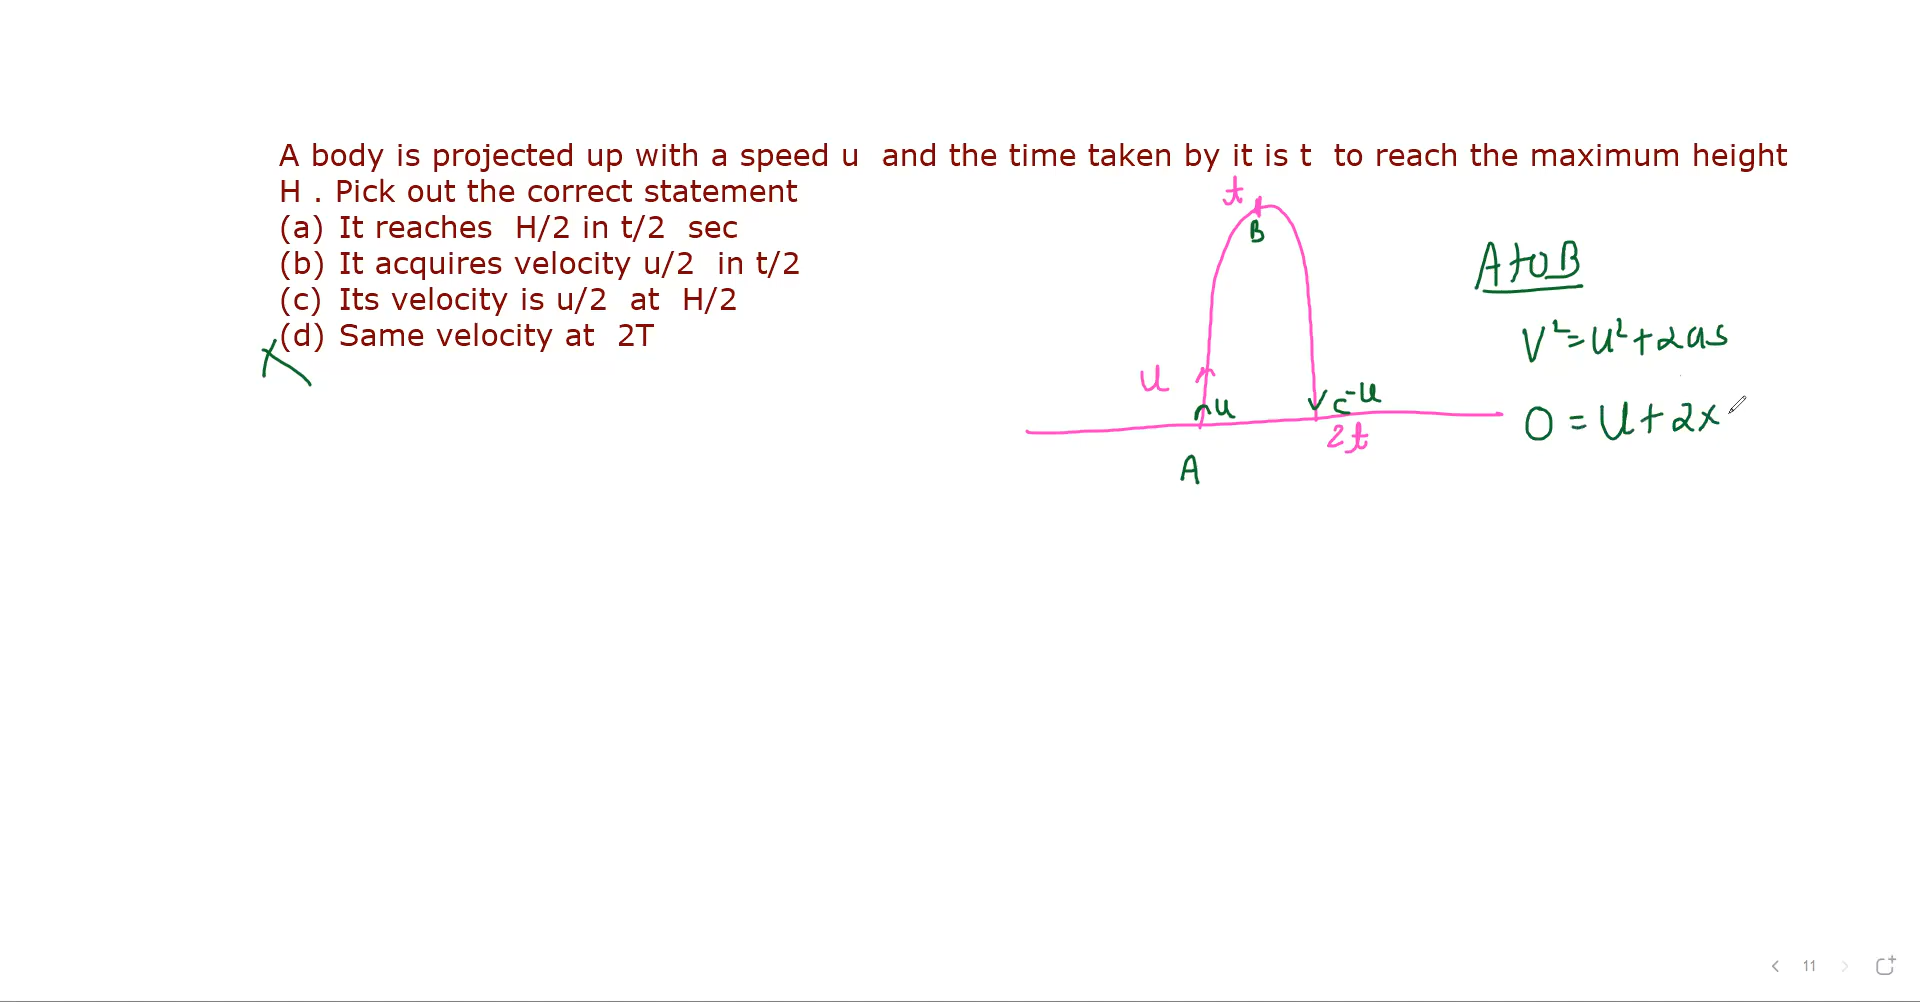 A body is projected up with a speed u and the time taken by it is t to reach the maximum height
H . Pick out the correct statement
(a) It reaches H/2 in t/2 sec
(b) It acquires velocity u/2 in t/2
(c) Its velocity is u/2 at H/2
(d) Same velocity at 2T
t
B
u
u
A
C
-u
2t
A to B
V²=u²+2as
0 = u+2x
11